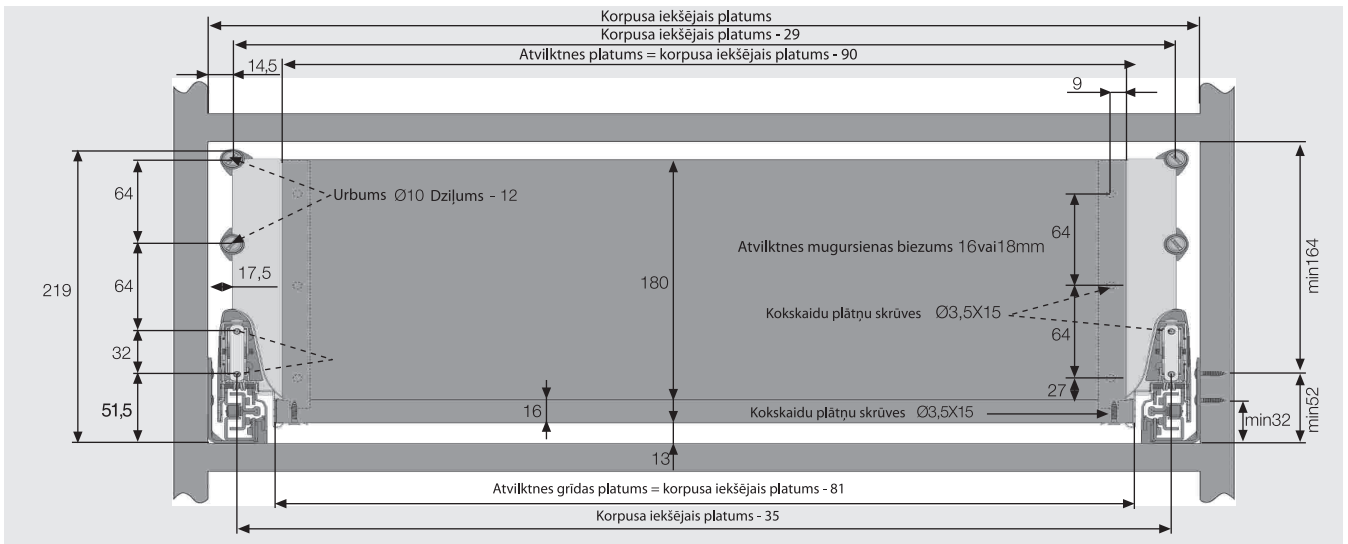 Korpusa iekšējais platums
Korpusa iekšējais platums - 29
Atvilktnes platums = korpusa iekšējais platums - 90
14,5
9
64
Urbums Ø10 Dziļums - 12
64
Atvilktnes mugursienas biezums 16vai18mm
min164
17,5
219
64
180
Kokskaidu plātņu skrūves Ø3,5X15
64
32
27
51,5
16
Kokskaidu plātņu skrūves Ø3,5X15
min32
min52
13
Atvilktnes grīdas platums = korpusa iekšējais platums - 81
Korpusa iekšējais platums - 35